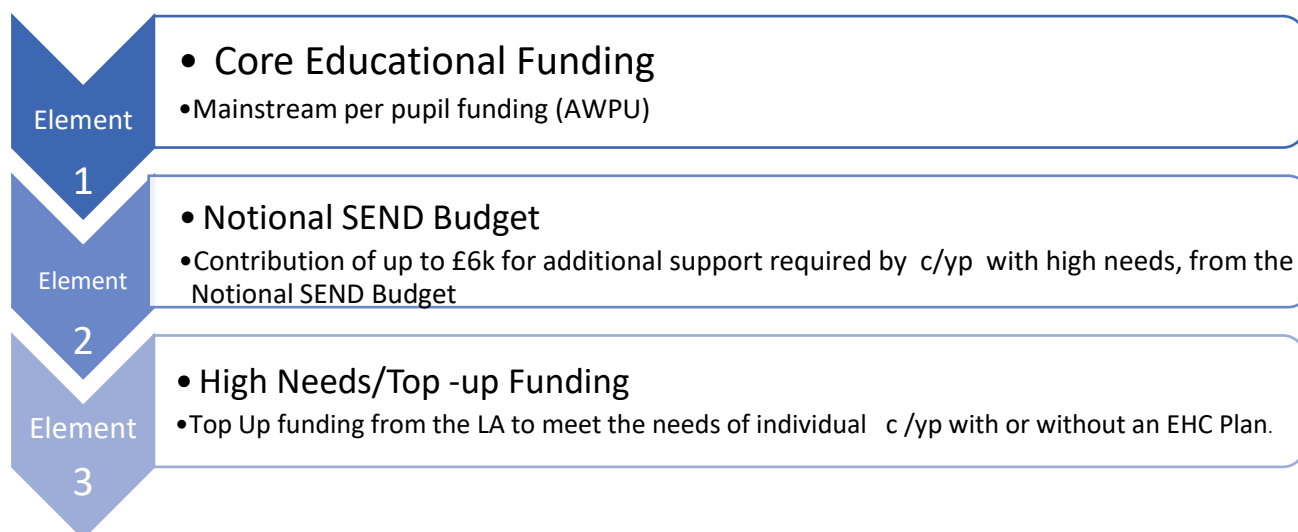 Element
1
• Core Educational Funding
•Mainstream per pupil funding (AWPU)
Element
2
•Notional SEND Budget
•Contribution of up to £6k for additional support required by c/yp with high needs, from the
Notional SEND Budget
Element
3
•High Needs/Top -up Funding
•Top Up funding from the LA to meet the needs of individual c /yp with or without an EHC Plan.